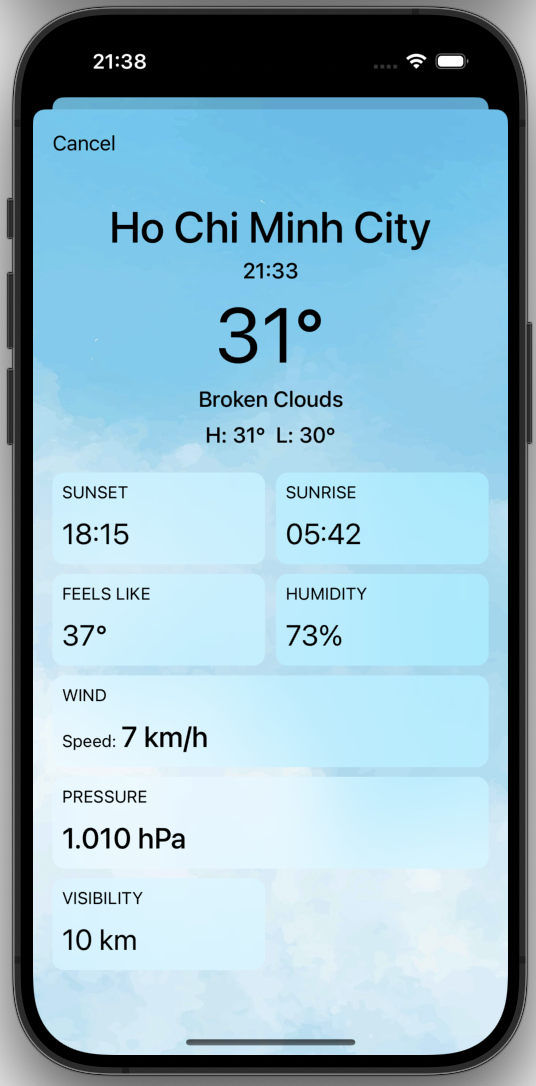 21:38
Cancel
Ho Chi Minh City
21:33
31°
Broken Clouds
H: 31° L: 30°
SUNSET
18:15
SUNRISE
05:42
FEELS LIKE
37°
HUMIDITY
73%
WIND
Speed: 7 km/h
PRESSURE
1.010 hPa
VISIBILITY
10 km